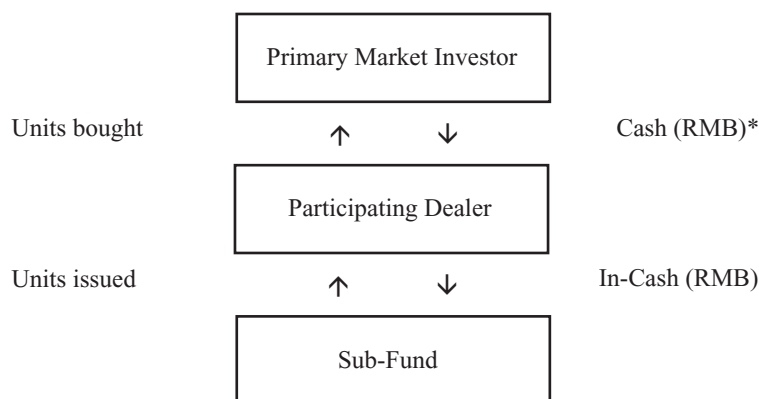 Primary Market Investor
Units bought
Cash (RMB)*
Participating Dealer
Units issued
In-Cash (RMB)
Sub-Fund